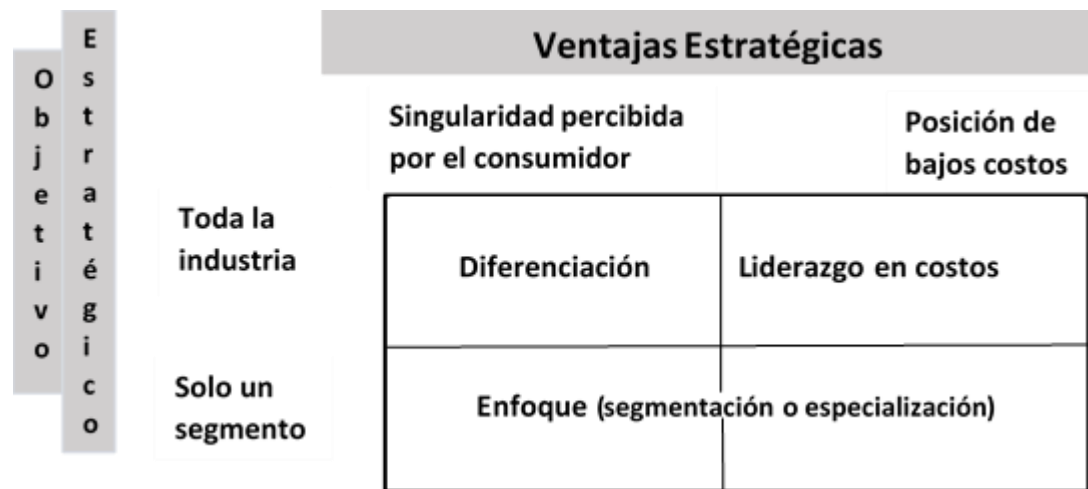 Objetivo
Estratégico
Ventajas Estratégicas
Singularidad percibida
por el consumidor
Posición de
bajos costos
Toda la
industria
Diferenciación
Liderazgo en costos
Solo un
segmento
Enfoque (segmentación o especialización)